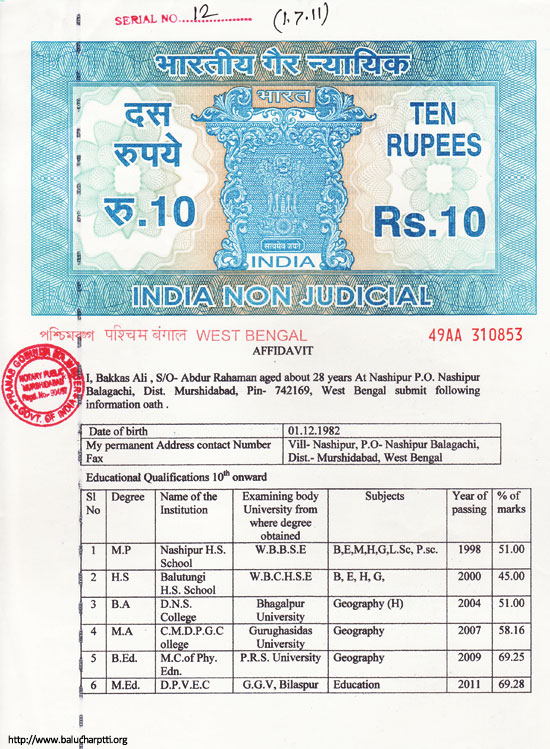 SERIAL NO. 12 (1.7.11)
भारतीय गैर न्यायिक
भारत
दस
रुपये
रु.10
TEN
RUPEES
Rs.10
सत्यमेव जयते
INDIA
INDIA NON JUDICIAL
পশ্চিমবঙ্গ पश्चिम बंगाल WEST BENGAL 49AA 310853
AFFIDAVIT
NOTARY PUBLIC
MURSHIDABAD
GOVT. OF INDIA
I, Bakkas Ali , S/O- Abdur Rahaman aged about 28 years At Nashipur P.O. Nashipur
Balagachi, Dist. Murshidabad, Pin- 742169, West Bengal submit following
information oath .
Date of birth 01.12.1982
My permanent Address contact Number Vill- Nashipur, P.O- Nashipur Balagachi,
Fax Dist.- Murshidabad, West Bengal
Educational Qualifications 10th onward
Sl Degree Name of the Examining body Subjects Year of % of
No Institution University from passing marks
where degree
obtained
1 M.P Nashipur H.S. W.B.B.S.E B,E,M,H,G,L.Sc, P.sc. 1998 51.00
School
2 H.S Balutungi W.B.C.H.S.E B, E, H, G, 2000 45.00
H.S. School
3 B.A D.N.S. Bhagalpur Geography (H) 2004 51.00
College University
4 M.A C.M.D.P.G.C Gurughasidas Geography 2007 58.16
ollege University
5 B.Ed. M.C.of Phy. P.R.S. University Geography 2009 69.25
Edn.
6 M.Ed. D.P.V.E.C G.G.V, Bilaspur Education 2011 69.28
http://www.balucharptti.org